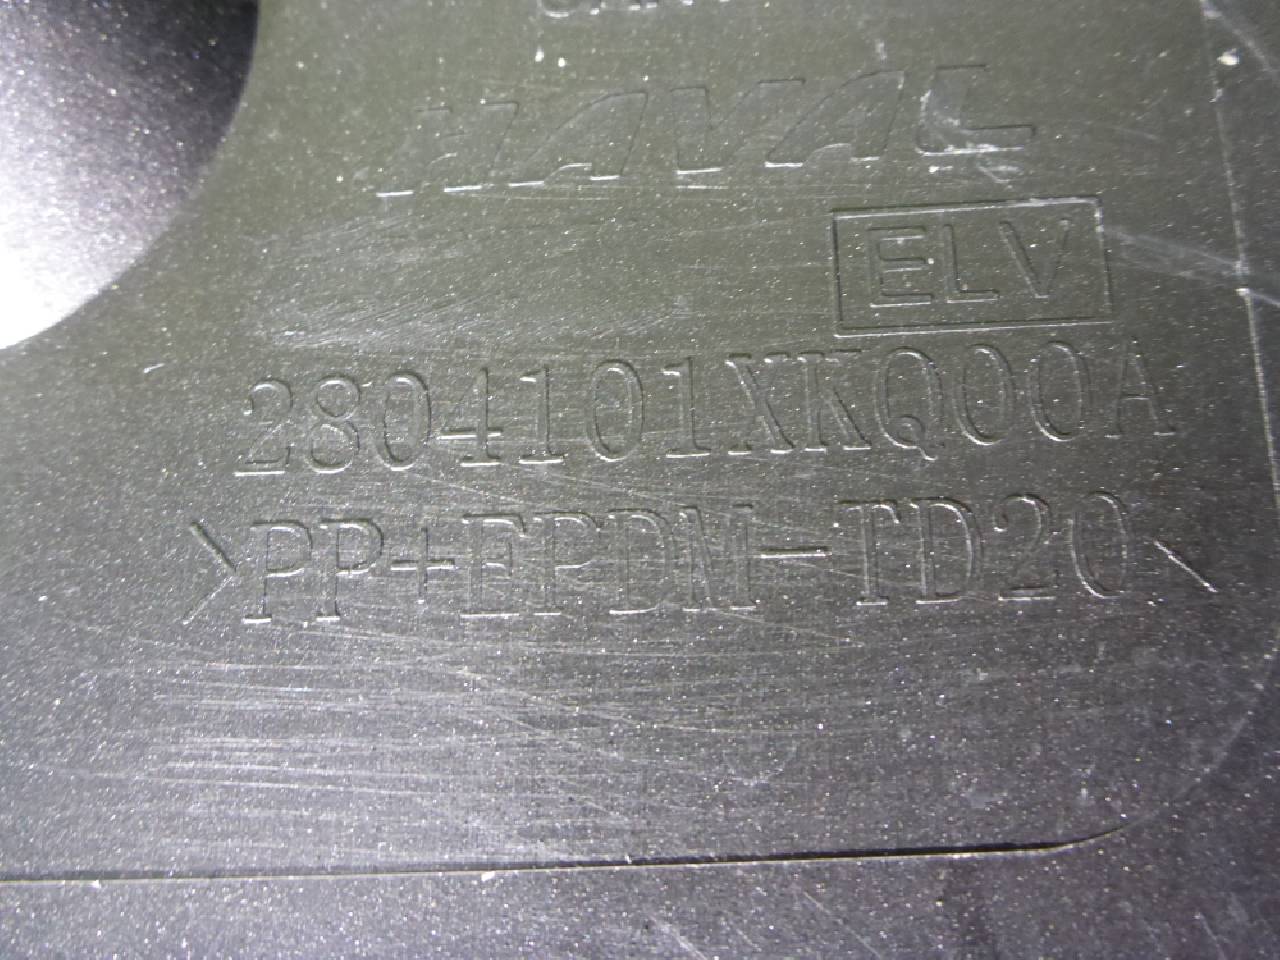 HAVAL
ELV
2804101XKQ00A
>PP+EPDM-TD20<